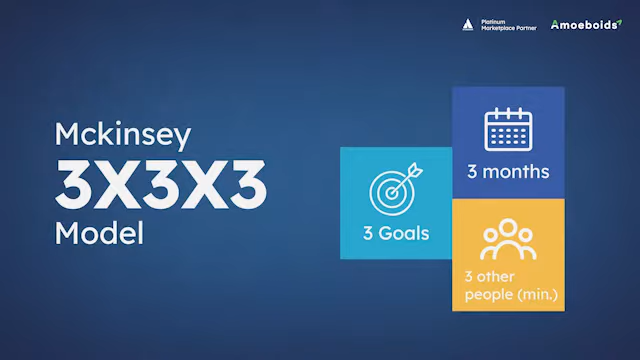 Platinum
Marketplace Partner
Amoeboids
Mckinsey
3X3X3
Model
3 months
3 Goals
3 other
people (min.)